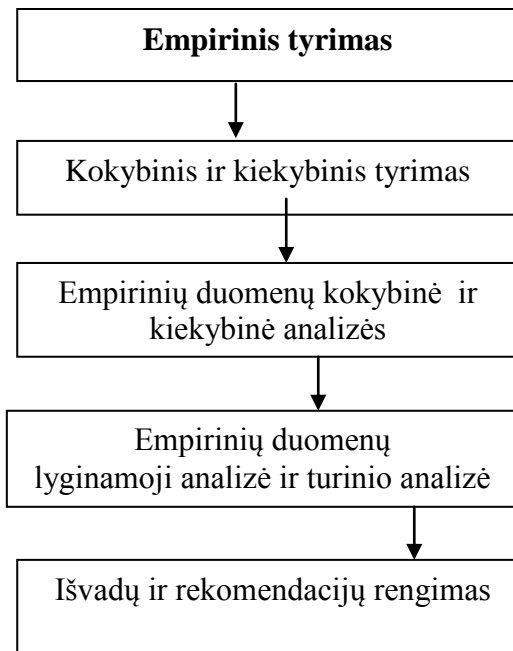 Empirinis tyrimas
Kokybinis ir kiekybinis tyrimas
Empirinių duomenų kokybinė ir
kiekybinė analizės
Empirinių duomenų
lyginamoji analizė ir turinio analizė
Išvadų ir rekomendacijų rengimas